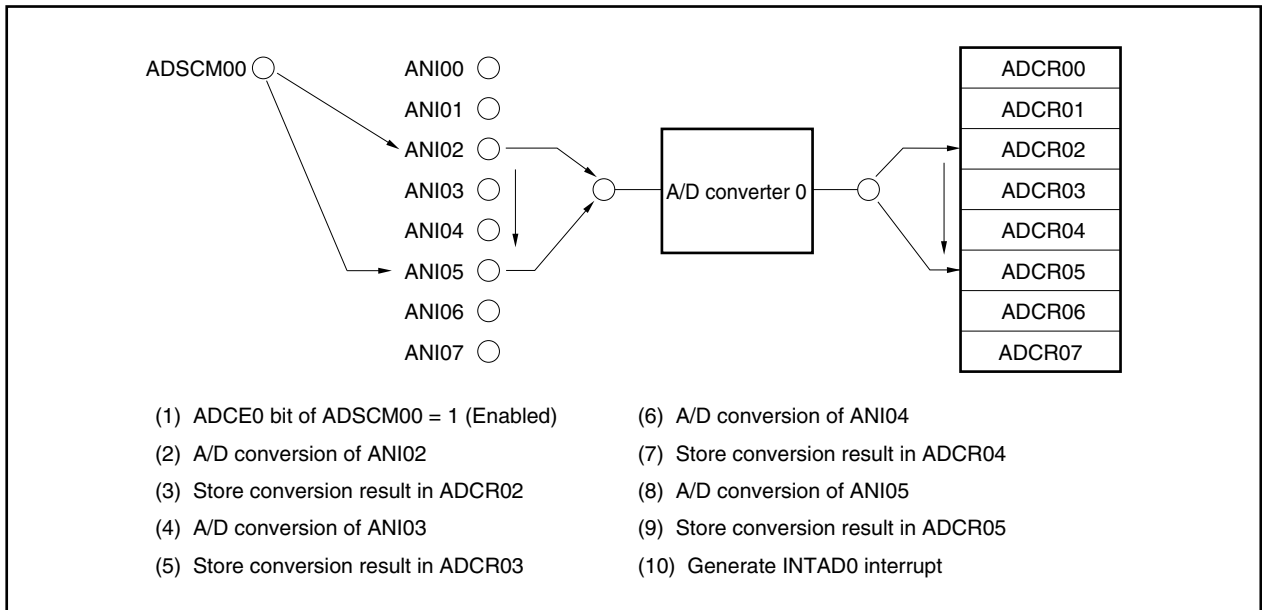 ADSCM00
ANI00
ANI01
ANI02
ANI03
ANI04
ANI05
ANI06
ANI07
A/D converter 0
ADCR00
ADCR01
ADCR02
ADCR03
ADCR04
ADCR05
ADCR06
ADCR07
(1) ADCE0 bit of ADSCM00 = 1 (Enabled)
(2) A/D conversion of ANI02
(3) Store conversion result in ADCR02
(4) A/D conversion of ANI03
(5) Store conversion result in ADCR03
(6) A/D conversion of ANI04
(7) Store conversion result in ADCR04
(8) A/D conversion of ANI05
(9) Store conversion result in ADCR05
(10) Generate INTAD0 interrupt